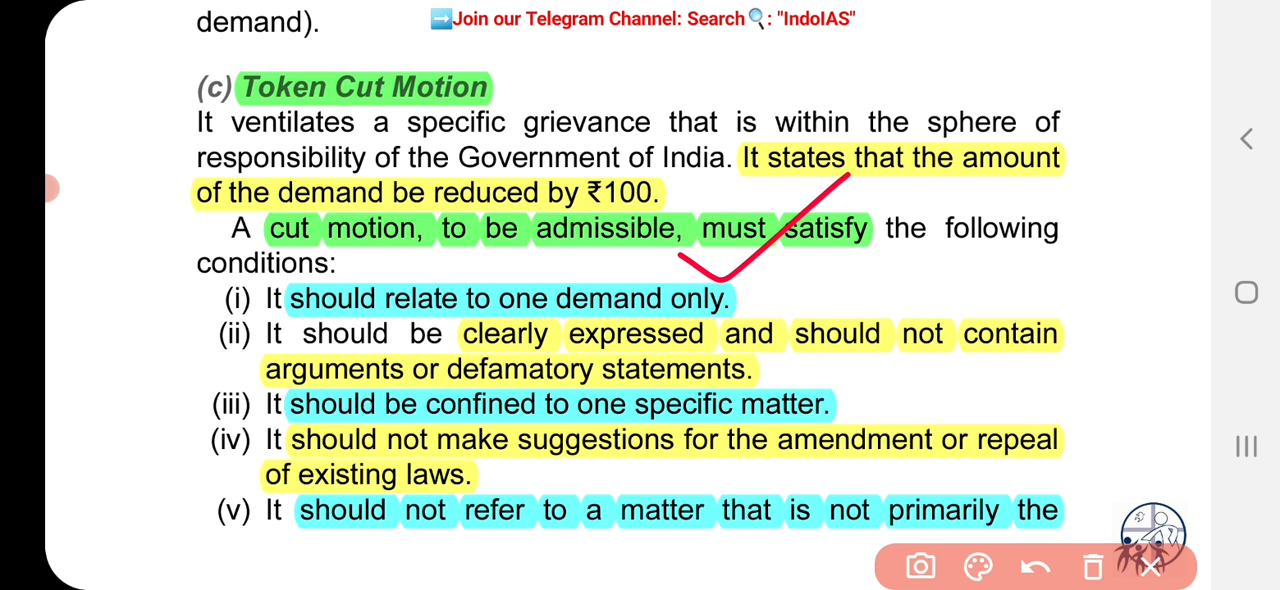 demand).
➡️Join our Telegram Channel: Search🔍: "IndoIAS"
(c) Token Cut Motion
It ventilates a specific grievance that is within the sphere of
responsibility of the Government of India. It states that the amount
of the demand be reduced by ₹100.
A cut motion, to be admissible, must satisfy the following
conditions:
(i) It should relate to one demand only.
(ii) It should be clearly expressed and should not contain
arguments or defamatory statements.
(iii) It should be confined to one specific matter.
(iv) It should not make suggestions for the amendment or repeal
of existing laws.
(v) It should not refer to a matter that is not primarily the